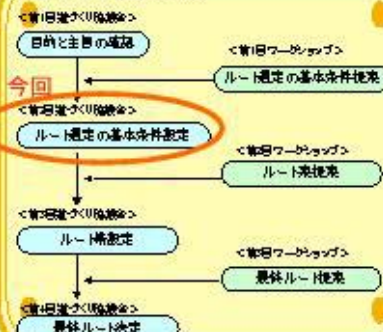 <第1回道づくり協議会>
目的と主旨の確認
<第1回ワークショップ>
ルート選定の基本条件提案
今回
<第2回道づくり協議会>
ルート選定の基本条件設定
<第2回ワークショップ>
ルート案提案
<第3回道づくり協議会>
ルート帯設定
<第3回ワークショップ>
最終ルート提案
<第4回道づくり協議会>
最終ルート決定